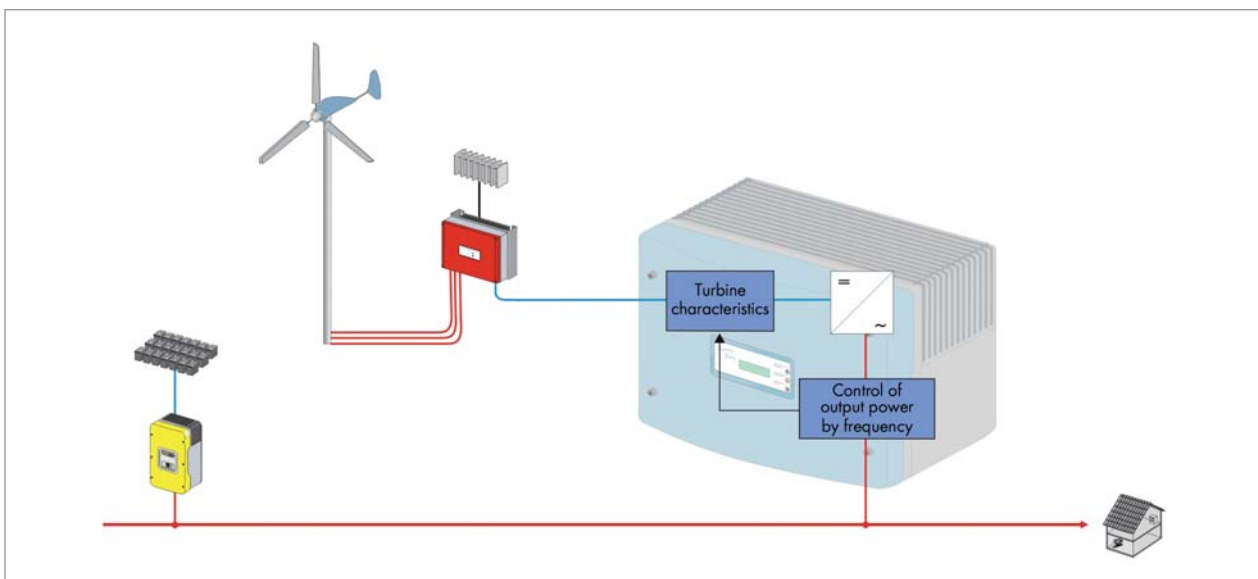 Turbine
characteristics
=
~
Control of
output power
by frequency